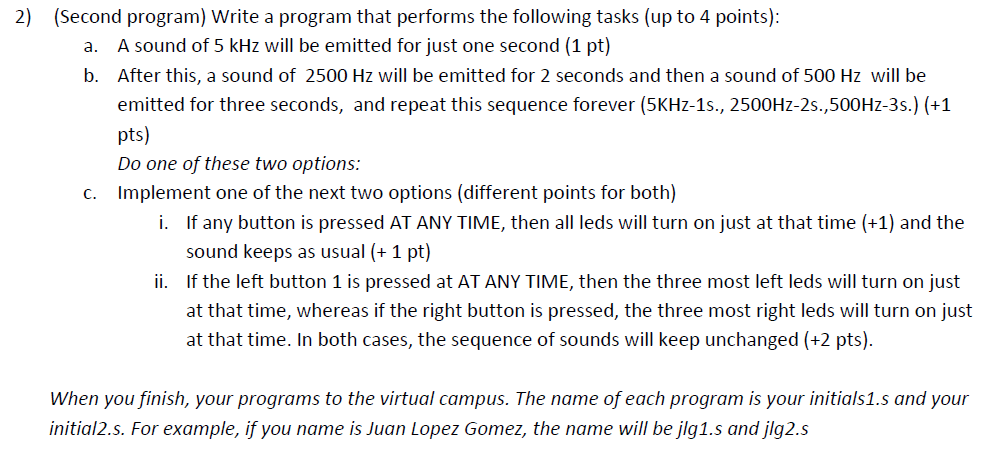 2) (Second program) Write a program that performs the following tasks (up to 4 points):
a. A sound of 5 kHz will be emitted for just one second (1 pt)
b. After this, a sound of 2500 Hz will be emitted for 2 seconds and then a sound of 500 Hz will be
emitted for three seconds, and repeat this sequence forever (5KHz-1s., 2500Hz-2s.,500Hz-3s.) (+1
pts)
Do one of these two options:
c. Implement one of the next two options (different points for both)
i. If any button is pressed AT ANY TIME, then all leds will turn on just at that time (+1) and the
sound keeps as usual (+ 1 pt)
ii. If the left button 1 is pressed at AT ANY TIME, then the three most left leds will turn on just
at that time, whereas if the right button is pressed, the three most right leds will turn on just
at that time. In both cases, the sequence of sounds will keep unchanged (+2 pts).
When you finish, your programs to the virtual campus. The name of each program is your initials1.s and your
initial2.s. For example, if you name is Juan Lopez Gomez, the name will be jlg1.s and jlg2.s